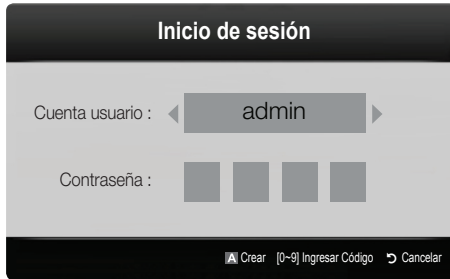 Inicio de sesión
Cuenta usuario : admin
Contraseña :
A Crear [0~9] Ingresar Código Cancelar